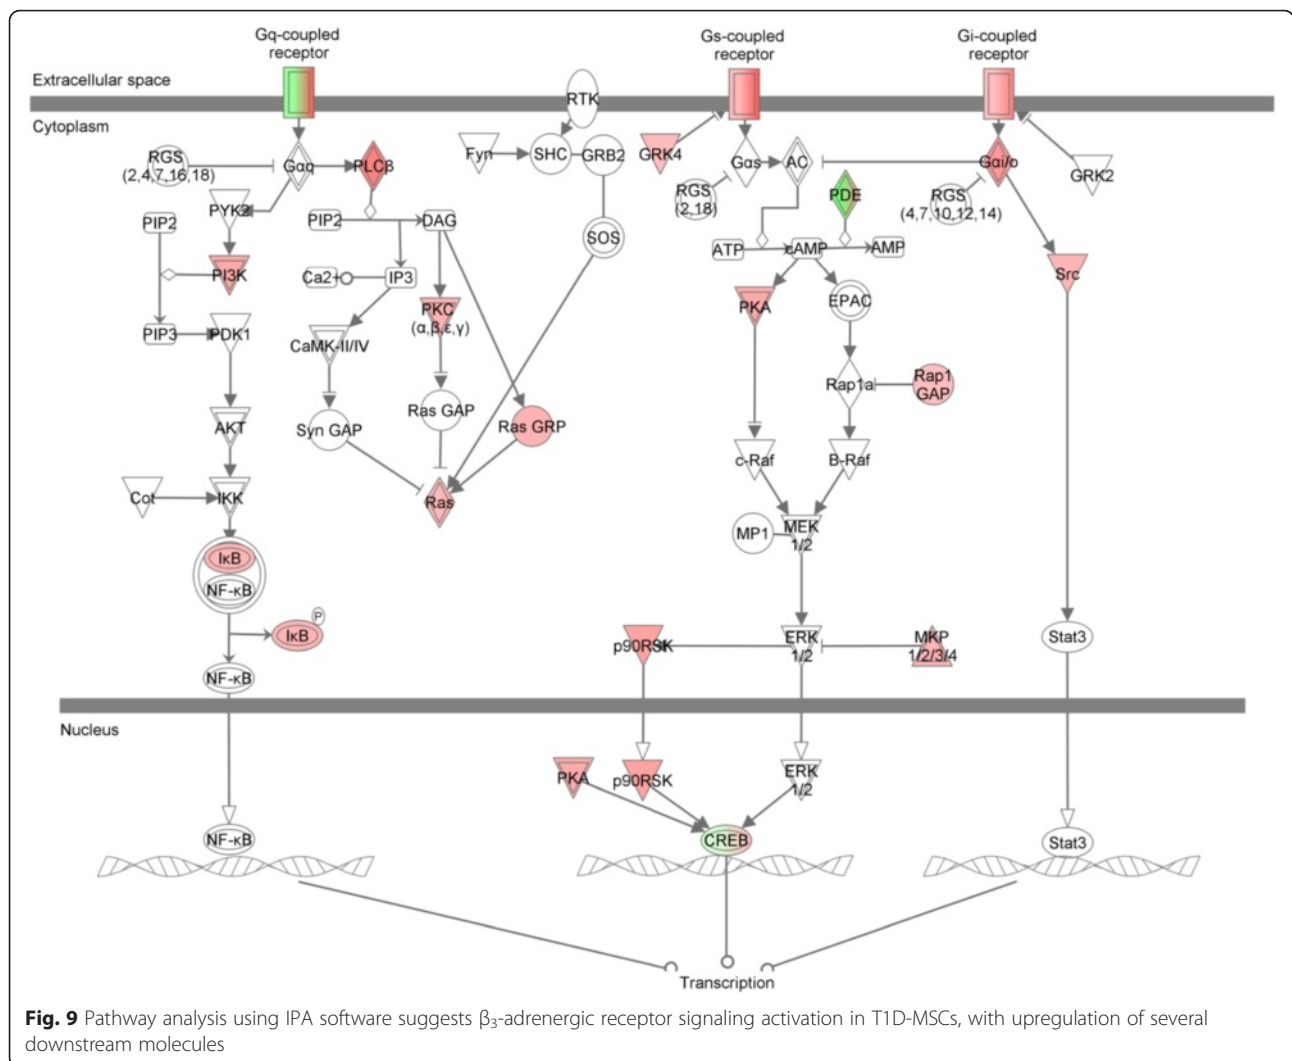 Gq-coupled
receptor
Gs-coupled
receptor
Gi-coupled
receptor
Extracellular space
Cytoplasm
RTK
RGS
(2,4,7,16,18)
Gαq
PLCβ
Fyn
SHC
GRB2
GRK4
Gαs
AC
Gαi/o
GRK2
RGS
(2,18)
PDE
RGS
(4,7,10,12,14)
PYK2
PIP2
PIP2
DAG
SOS
ATP
cAMP
AMP
PI3K
Ca2+
IP3
Src
PKC
(α,β,ε,γ)
PKA
EPAC
PIP3
PDK1
CaMK-II/IV
Rap1a
Rap1
GAP
AKT
Syn GAP
Ras GAP
Ras GRP
c-Raf
B-Raf
Cot
IKK
Ras
MP1
MEK
1/2
IκB
NF-κB
P
IκB
p90RSK
ERK
1/2
MKP
1/2/3/4
Stat3
NF-κB
Nucleus
PKA
p90RSK
ERK
1/2
NF-κB
CREB
Stat3
Transcription
Fig. 9 Pathway analysis using IPA software suggests β₃-adrenergic receptor signaling activation in T1D-MSCs, with upregulation of several
downstream molecules